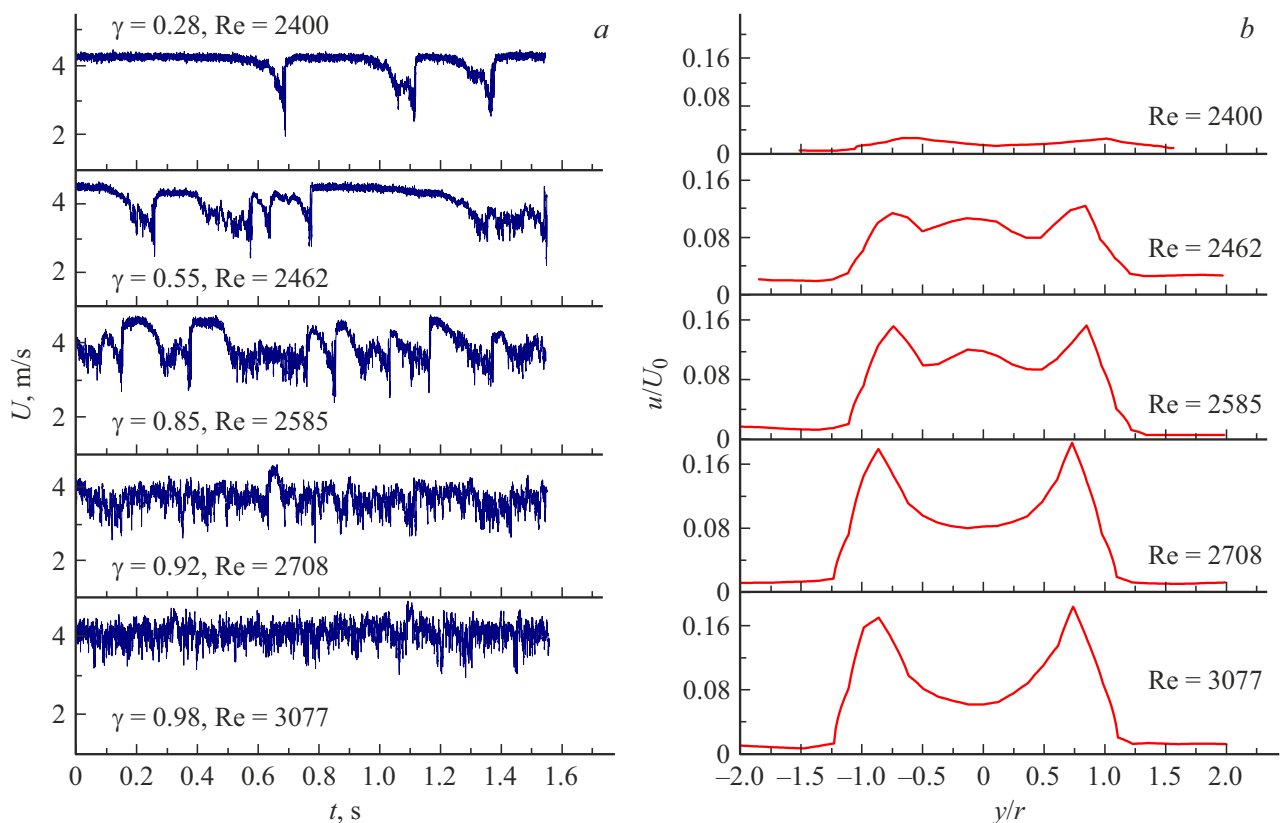 γ = 0.28, Re = 2400
a
4
2
4
2
γ = 0.55, Re = 2462
4
2
γ = 0.85, Re = 2585
4
2
γ = 0.92, Re = 2708
4
2
γ = 0.98, Re = 3077
U, m/s
0 0.2 0.4 0.6 0.8 1.0 1.2 1.4 1.6
t, s
b
0.16
0.08
0
Re = 2400
0.16
0.08
0
Re = 2462
0.16
0.08
0
Re = 2585
0.16
0.08
0
Re = 2708
0.16
0.08
0
Re = 3077
u/U0
−2.0 −1.5 −1.0 −0.5 0 0.5 1.0 1.5 2.0
y/r